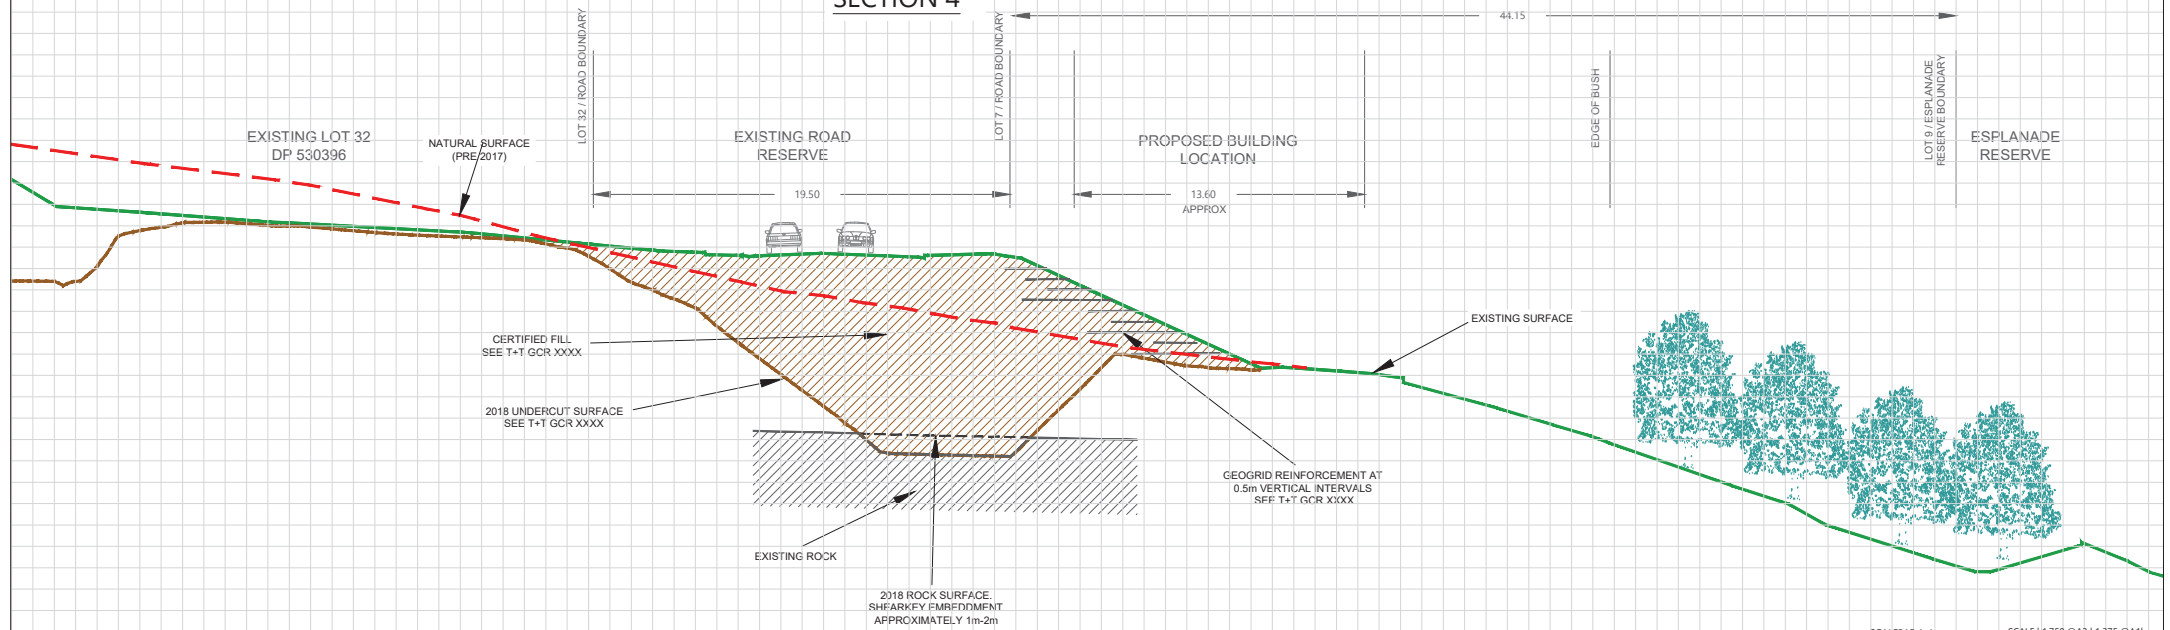 SECTION 4
44.15
LOT 32 / ROAD BOUNDARY
LOT 7 / ROAD BOUNDARY
EDGE OF BUSH
LOT 9 / ESPLANADE
RESERVE BOUNDARY
EXISTING LOT 32
DP 530396
NATURAL SURFACE
(PRE 2017)
EXISTING ROAD
RESERVE
PROPOSED BUILDING
LOCATION
ESPLANADE
RESERVE
19.50
13.60
APPROX
CERTIFIED FILL
SEE T+T GCR XXXX
EXISTING SURFACE
2018 UNDERCUT SURFACE
SEE T+T GCR XXXX
GEOGRID REINFORCEMENT AT
0.5m VERTICAL INTERVALS
SEE T+T GCR XXXX
EXISTING ROCK
2018 ROCK SURFACE.
SHEARKEY EMBEDDMENT
APPROXIMATELY 1m-2m